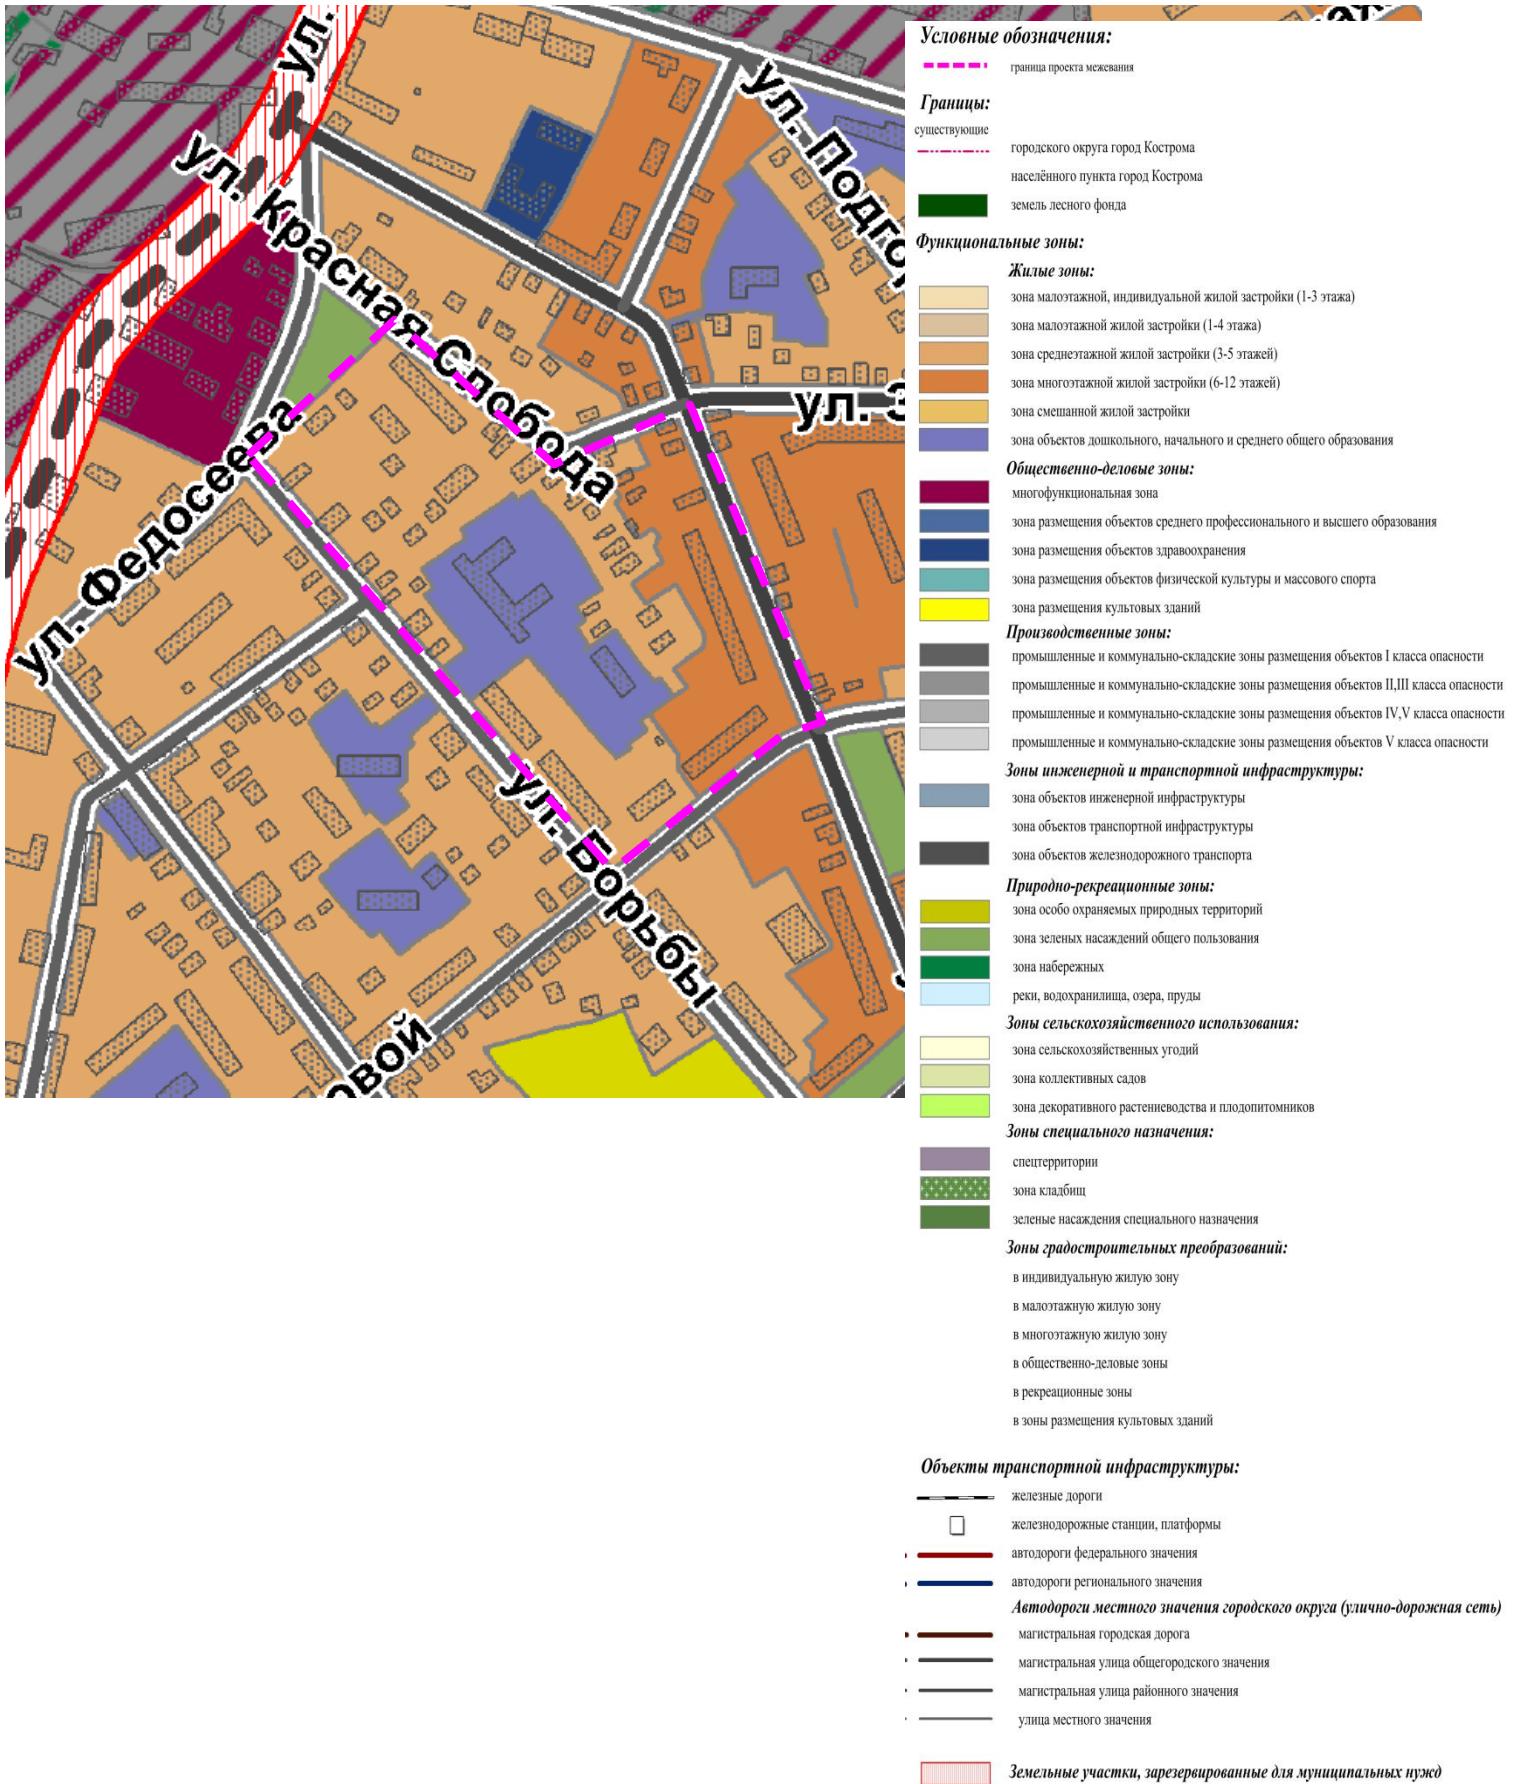 ул.
ул. Красная Слобода
ул. Подго
ул. З
ул. Федосеева
ул. Борьбы
овой
Условные обозначения:
граница проекта межевания
Границы:
существующие
городского округа город Кострома
населённого пункта город Кострома
земель лесного фонда
Функциональные зоны:
Жилые зоны:
зона малоэтажной, индивидуальной жилой застройки (1-3 этажа)
зона малоэтажной жилой застройки (1-4 этажа)
зона среднеэтажной жилой застройки (3-5 этажей)
зона многоэтажной жилой застройки (6-12 этажей)
зона смешанной жилой застройки
зона объектов дошкольного, начального и среднего общего образования
Общественно-деловые зоны:
многофункциональная зона
зона размещения объектов среднего профессионального и высшего образования
зона размещения объектов здравоохранения
зона размещения объектов физической культуры и массового спорта
зона размещения культовых зданий
Производственные зоны:
промышленные и коммунально-складские зоны размещения объектов I класса опасности
промышленные и коммунально-складские зоны размещения объектов II,III класса опасности
промышленные и коммунально-складские зоны размещения объектов IV,V класса опасности
промышленные и коммунально-складские зоны размещения объектов V класса опасности
Зоны инженерной и транспортной инфраструктуры:
зона объектов инженерной инфраструктуры
зона объектов транспортной инфраструктуры
зона объектов железнодорожного транспорта
Природно-рекреационные зоны:
зона особо охраняемых природных территорий
зона зеленых насаждений общего пользования
зона набережных
реки, водохранилища, озера, пруды
Зоны сельскохозяйственного использования:
зона сельскохозяйственных угодий
зона коллективных садов
зона декоративного растениеводства и плодопитомников
Зоны специального назначения:
спецтерритории
зона кладбищ
зеленые насаждения специального назначения
Зоны градостроительных преобразований:
в индивидуальную жилую зону
в малоэтажную жилую зону
в многоэтажную жилую зону
в общественно-деловые зоны
в рекреационные зоны
в зоны размещения культовых зданий
Объекты транспортной инфраструктуры:
железные дороги
железнодорожные станции, платформы
автодороги федерального значения
автодороги регионального значения
Автодороги местного значения городского округа (улично-дорожная сеть)
магистральная городская дорога
магистральная улица общегородского значения
магистральная улица районного значения
улица местного значения
Земельные участки, зарезервированные для муниципальных нужд